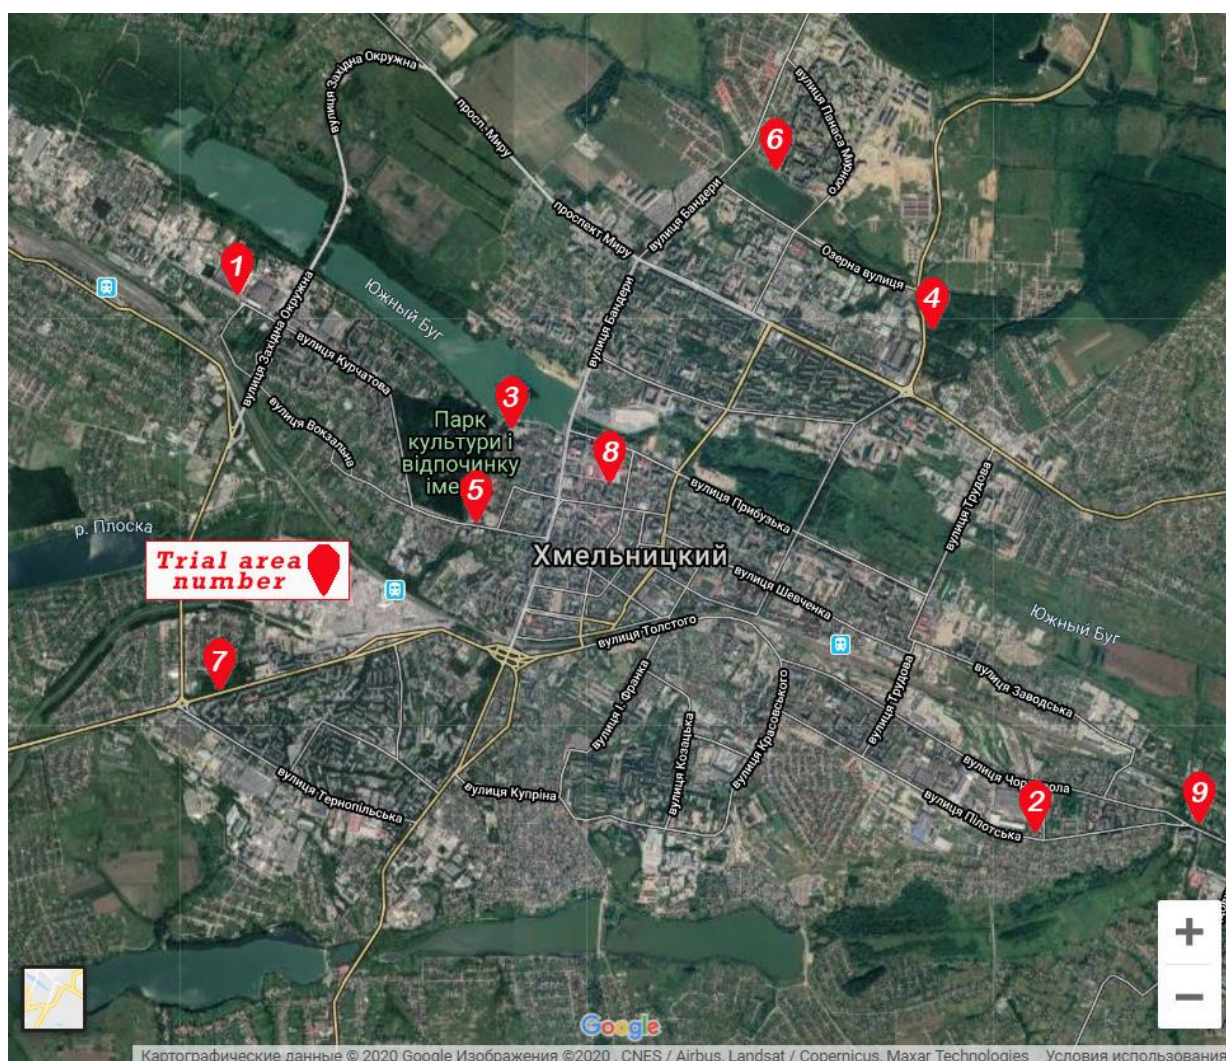 вулиця Західна Окружна
просп. Миру
вулиця Панаса Мирного
6
вулиця Бандери
проспект Миру
Озерна вулиця
1
4
Южный Буг
вулиця Західна Окружна
вулиця Бандери
вулиця Курчатова
3
Парк
культури і
відпочинку
8
5
вулиця Вокзальна
вулиця Прибузька
вулиця Трудова
р. Плоска
Trial area
number
Хмельницкий
вулиця Шевченка
Южный Буг
вулиця Толстого
7
вулиця І. Франка
вулиця Козацька
вулиця Красовського
вулиця Трудова
вулиця Заводська
вулиця Тернопільська
вулиця Купріна
вулиця Пілотська
2
9
+
−
Google
Картографические данные © 2020 Google Изображения ©2020 , CNES / Airbus, Landsat / Copernicus, Maxar Technologies Условия использования